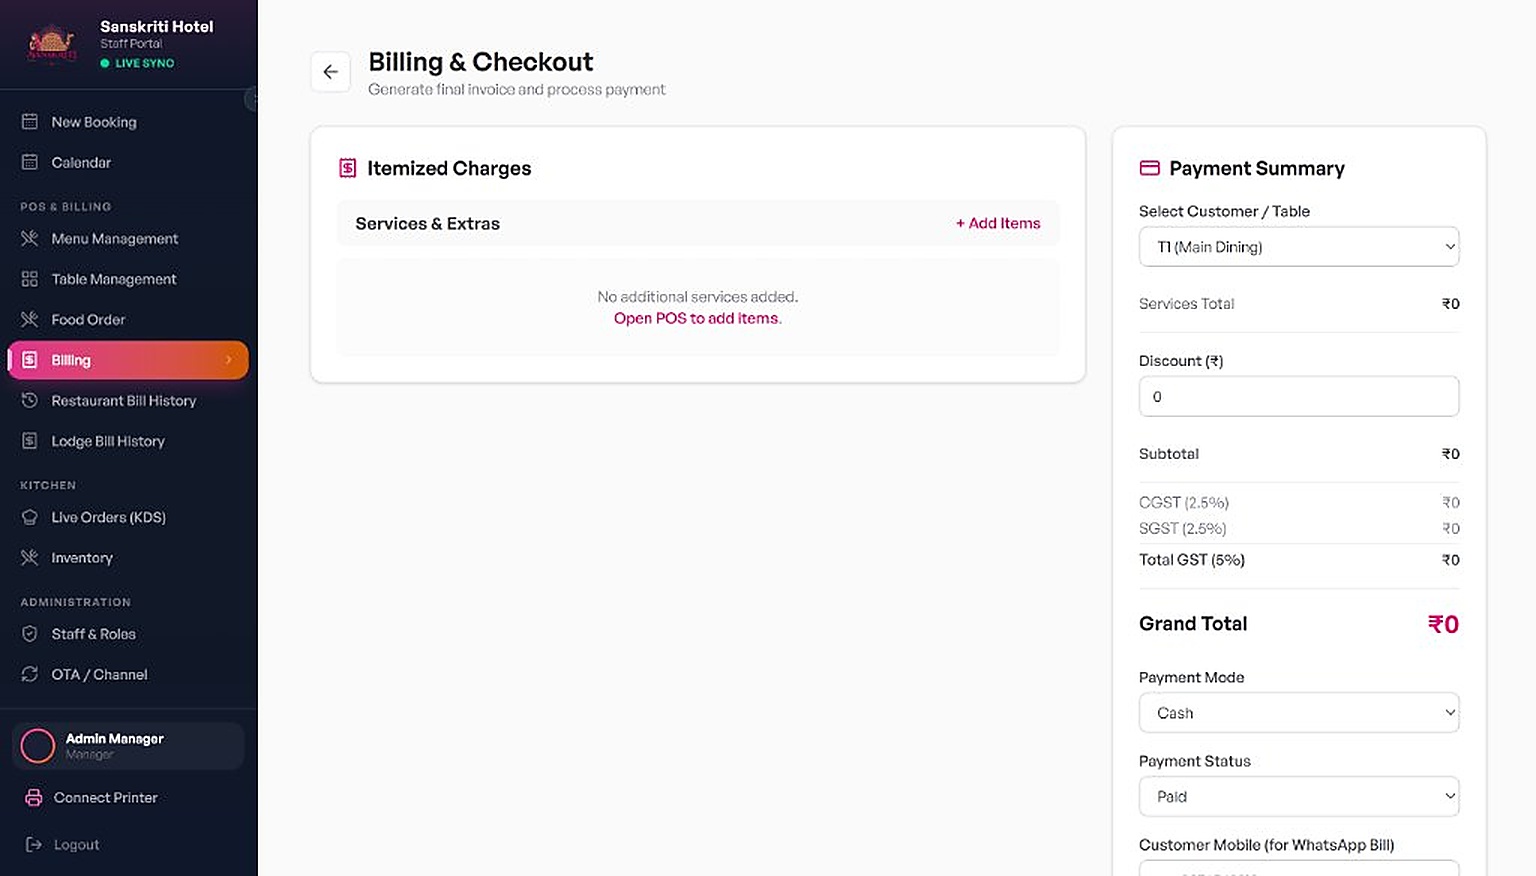 Sanskriti Hotel
Staff Portal
LIVE SYNC
New Booking
Calendar
POS & BILLING
Menu Management
Table Management
Food Order
Billing
Restaurant Bill History
Lodge Bill History
KITCHEN
Live Orders (KDS)
Inventory
ADMINISTRATION
Staff & Roles
OTA / Channel
Admin Manager
Manager
Connect Printer
Logout
Billing & Checkout
Generate final invoice and process payment
Itemized Charges
Services & Extras
+ Add Items
No additional services added.
Open POS to add items.
Payment Summary
Select Customer / Table
T1 (Main Dining)
Services Total ₹0
Discount (₹)
0
Subtotal ₹0
CGST (2.5%) ₹0
SGST (2.5%) ₹0
Total GST (5%) ₹0
Grand Total ₹0
Payment Mode
Cash
Payment Status
Paid
Customer Mobile (for WhatsApp Bill)